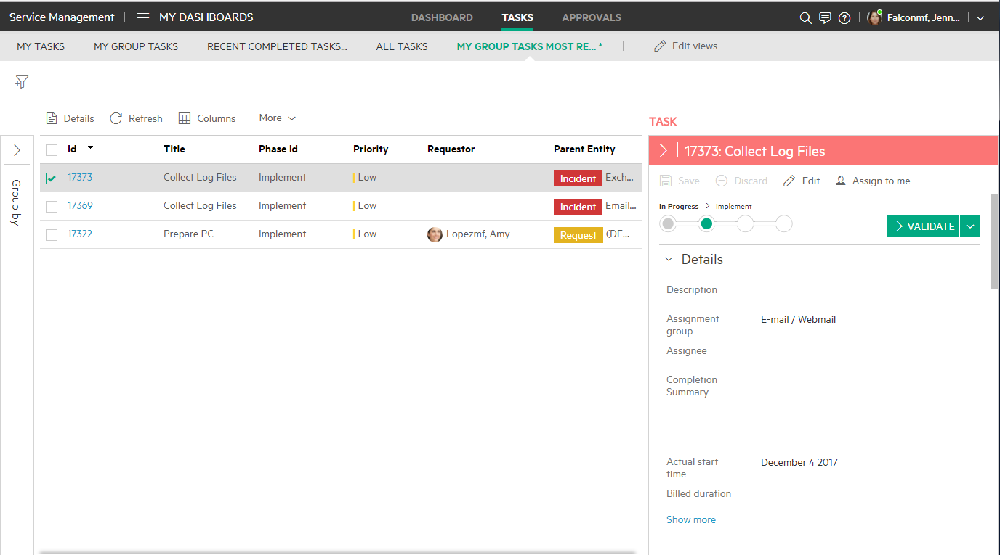 Service Management
MY DASHBOARDS
DASHBOARD
TASKS
APPROVALS
Falconmf, Jenn...
MY TASKS
MY GROUP TASKS
RECENT COMPLETED TASKS...
ALL TASKS
MY GROUP TASKS MOST RE... *
Edit views
Details
Refresh
Columns
More
Group by
Id Title Phase Id Priority Requestor Parent Entity
17373 Collect Log Files Implement Low Incident Exch...
17369 Collect Log Files Implement Low Incident Email...
17322 Prepare PC Implement Low Lopezmf, Amy Request (DE...
TASK
17373: Collect Log Files
Save
Discard
Edit
Assign to me
In Progress > Implement
VALIDATE
Details
Description
Assignment
group
E-mail / Webmail
Assignee
Completion
Summary
Actual start
time
December 4 2017
Billed duration
Show more